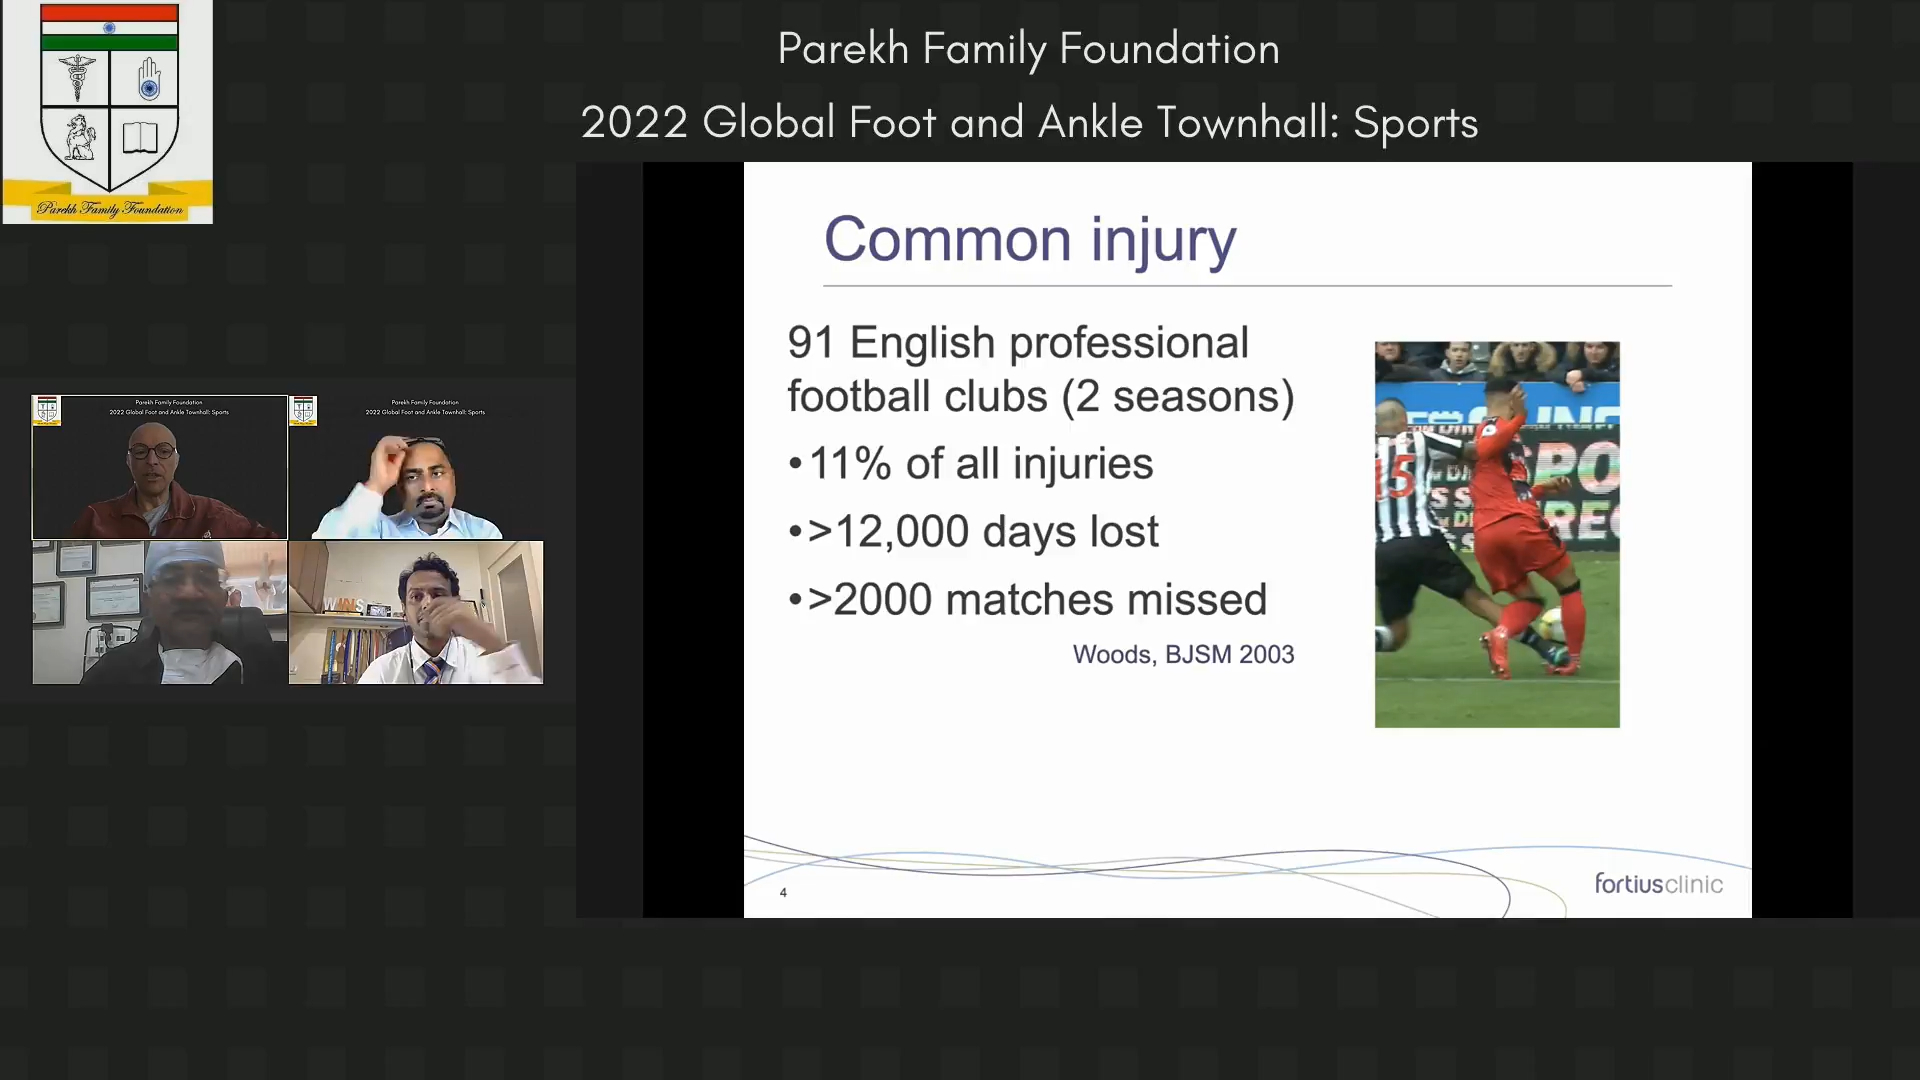 Parekh Family Foundation
2022 Global Foot and Ankle Townhall: Sports
Parekh Family Foundation
Parekh Family Foundation
2022 Global Foot and Ankle Townhall: Sports
Parekh Family Foundation
2022 Global Foot and Ankle Townhall: Sports
WINS
Common injury
91 English professional
football clubs (2 seasons)
•11% of all injuries
•>12,000 days lost
•>2000 matches missed
Woods, BJSM 2003
15
SPO
4
fortiusclinic